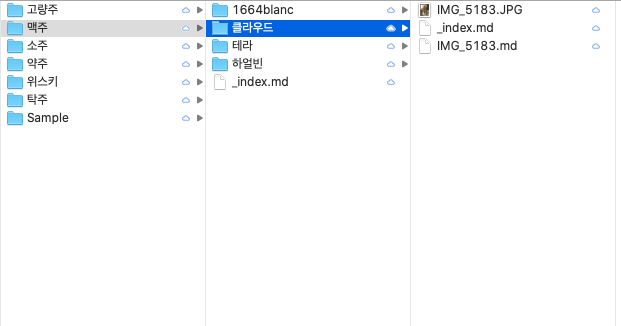 고량주
맥주
소주
약주
위스키
탁주
Sample
1664blanc
클라우드
테라
하얼빈
_index.md
IMG_5183.JPG
_index.md
IMG_5183.md